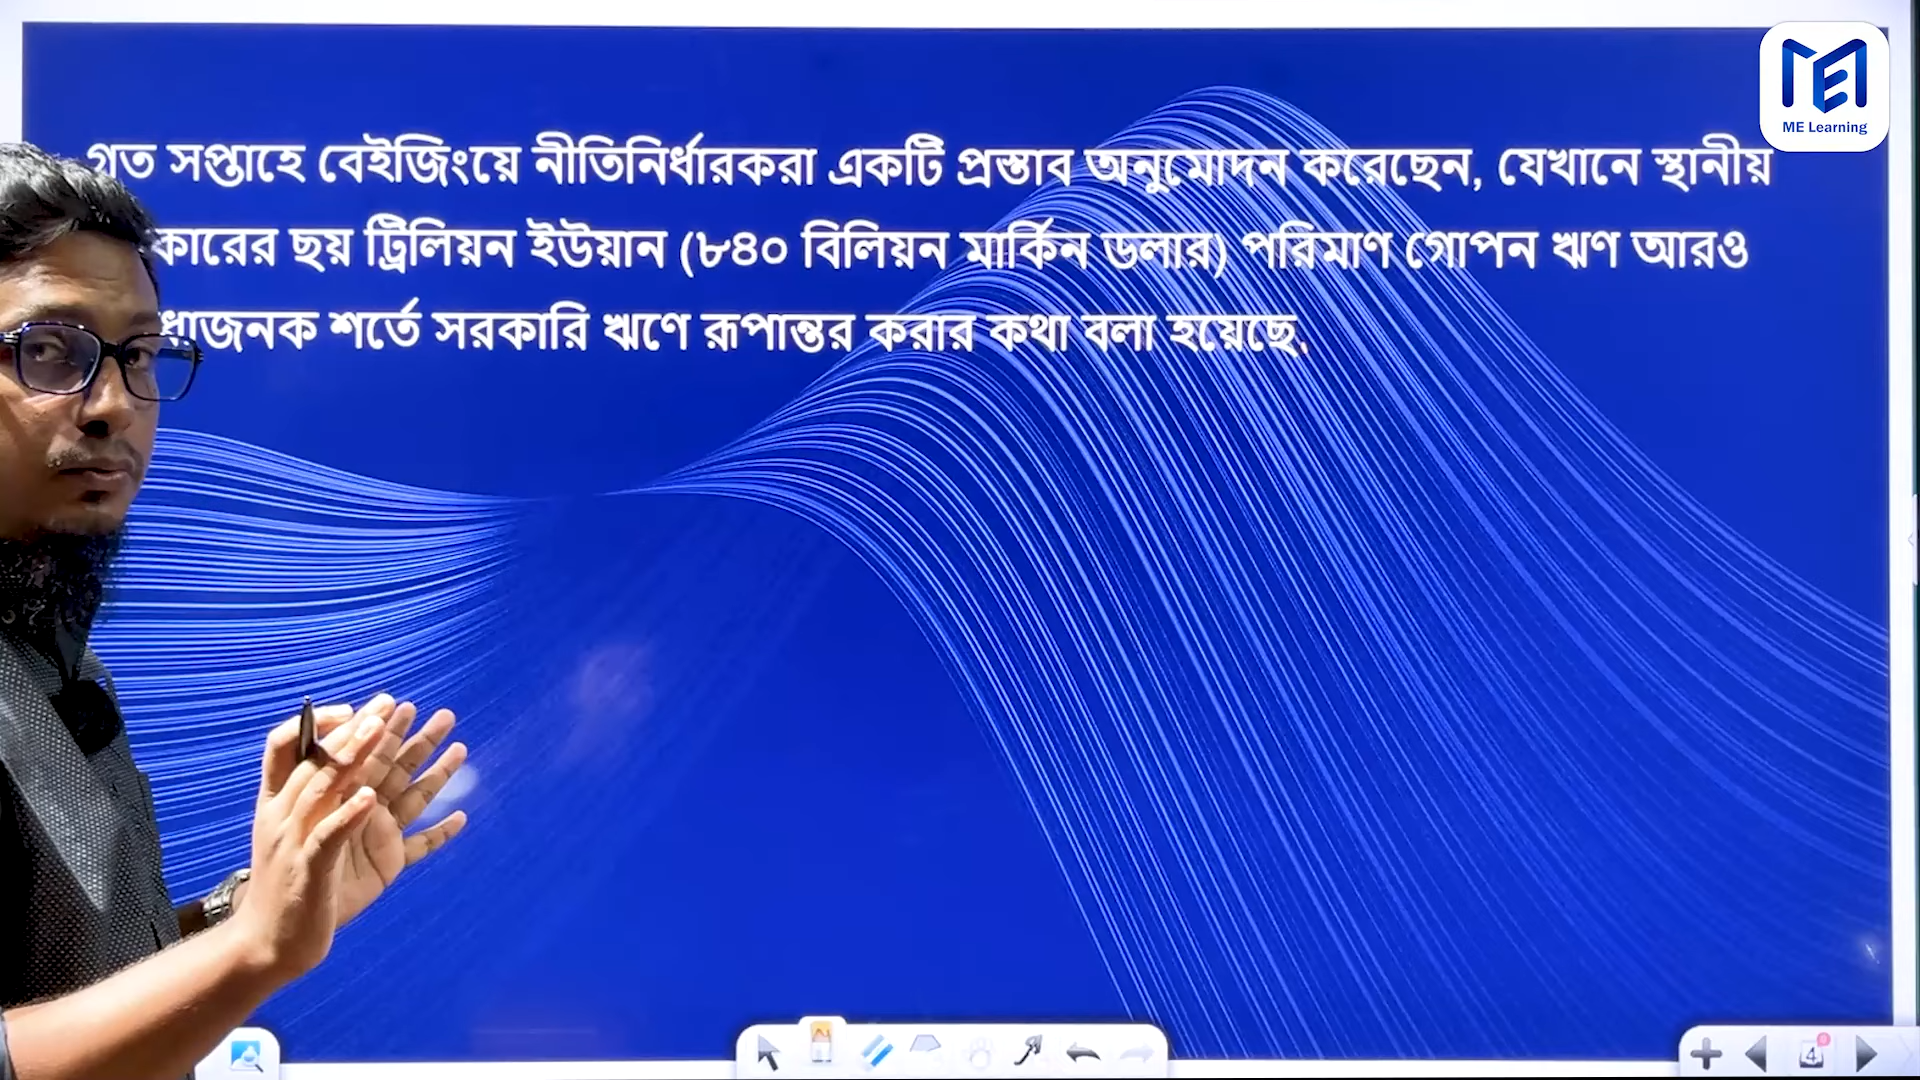 গত সপ্তাহে বেইজিংয়ে নীতিনির্ধারকরা একটি প্রস্তাব অনুমোদন করেছেন, যেখানে স্থানীয়
কারের ছয় ট্রিলিয়ন ইউয়ান (৮৪০ বিলিয়ন মার্কিন ডলার) পরিমাণ গোপন ঋণ আরও
ধাজনক শর্তে সরকারি ঋণে রূপান্তর করার কথা বলা হয়েছে.
ME Learning
4